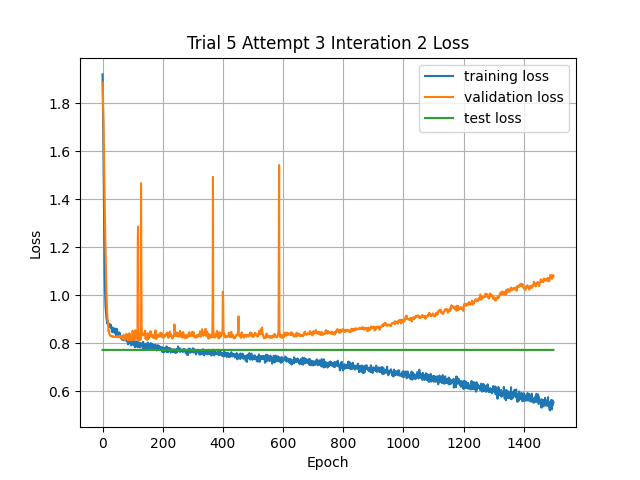 Trial 5 Attempt 3 Interation 2 Loss
training loss
validation loss
test loss
1.8
1.6
1.4
1.2
1.0
0.8
0.6
Loss
0 200 400 600 800 1000 1200 1400
Epoch